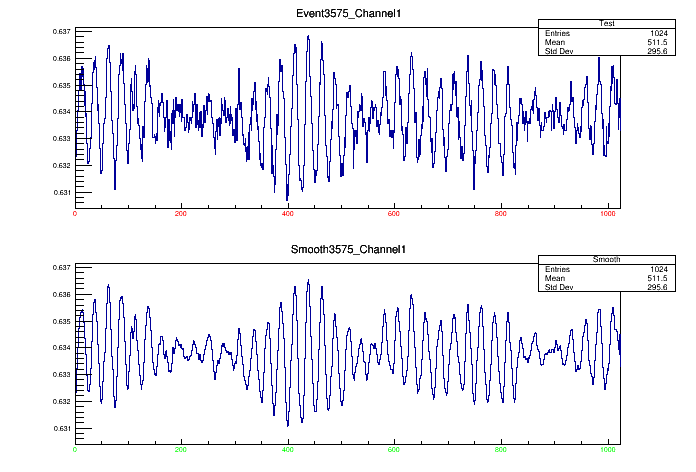 Event3575_Channel1
Test
Entries 1024
Mean 511.5
Std Dev 295.6
0.637
0.636
0.635
0.634
0.633
0.632
0.631
0 200 400 600 800 1000
Smooth3575_Channel1
Smooth
Entries 1024
Mean 511.5
Std Dev 295.6
0.637
0.636
0.635
0.634
0.633
0.632
0.631
0 200 400 600 800 1000